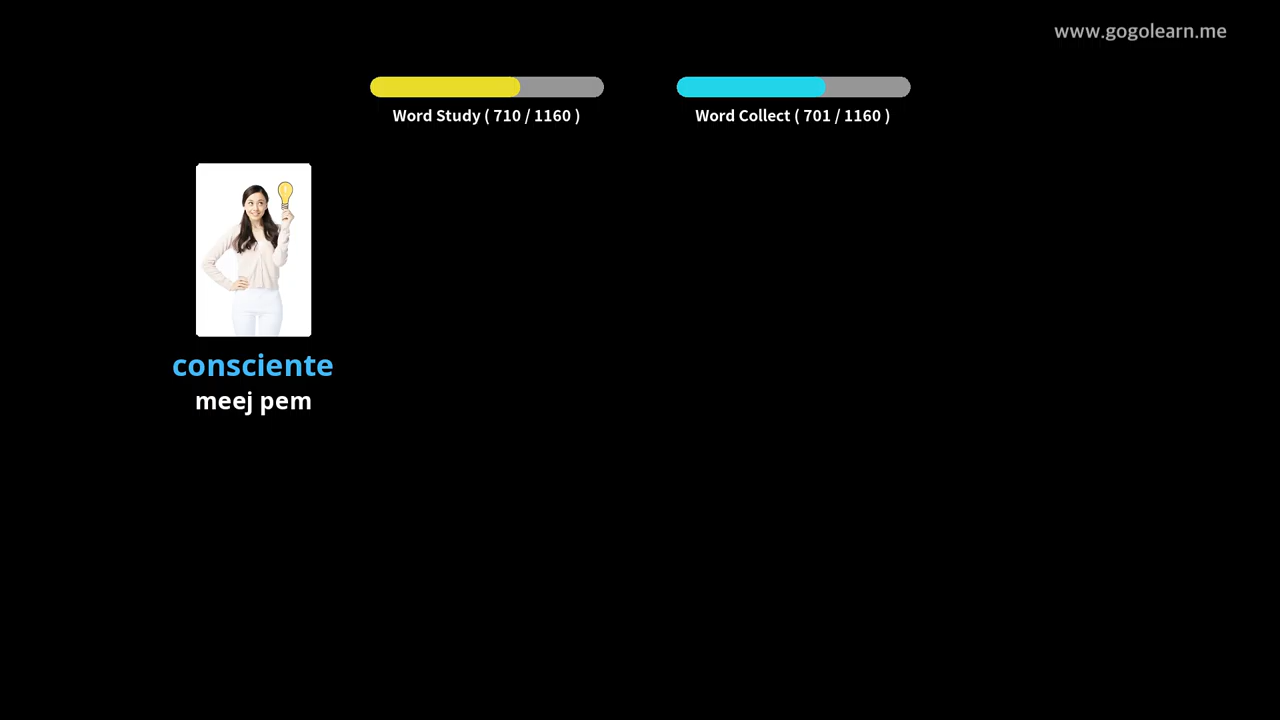 www.gogolearn.me
Word Study ( 710 / 1160 )
Word Collect ( 701 / 1160 )
consciente
meej pem